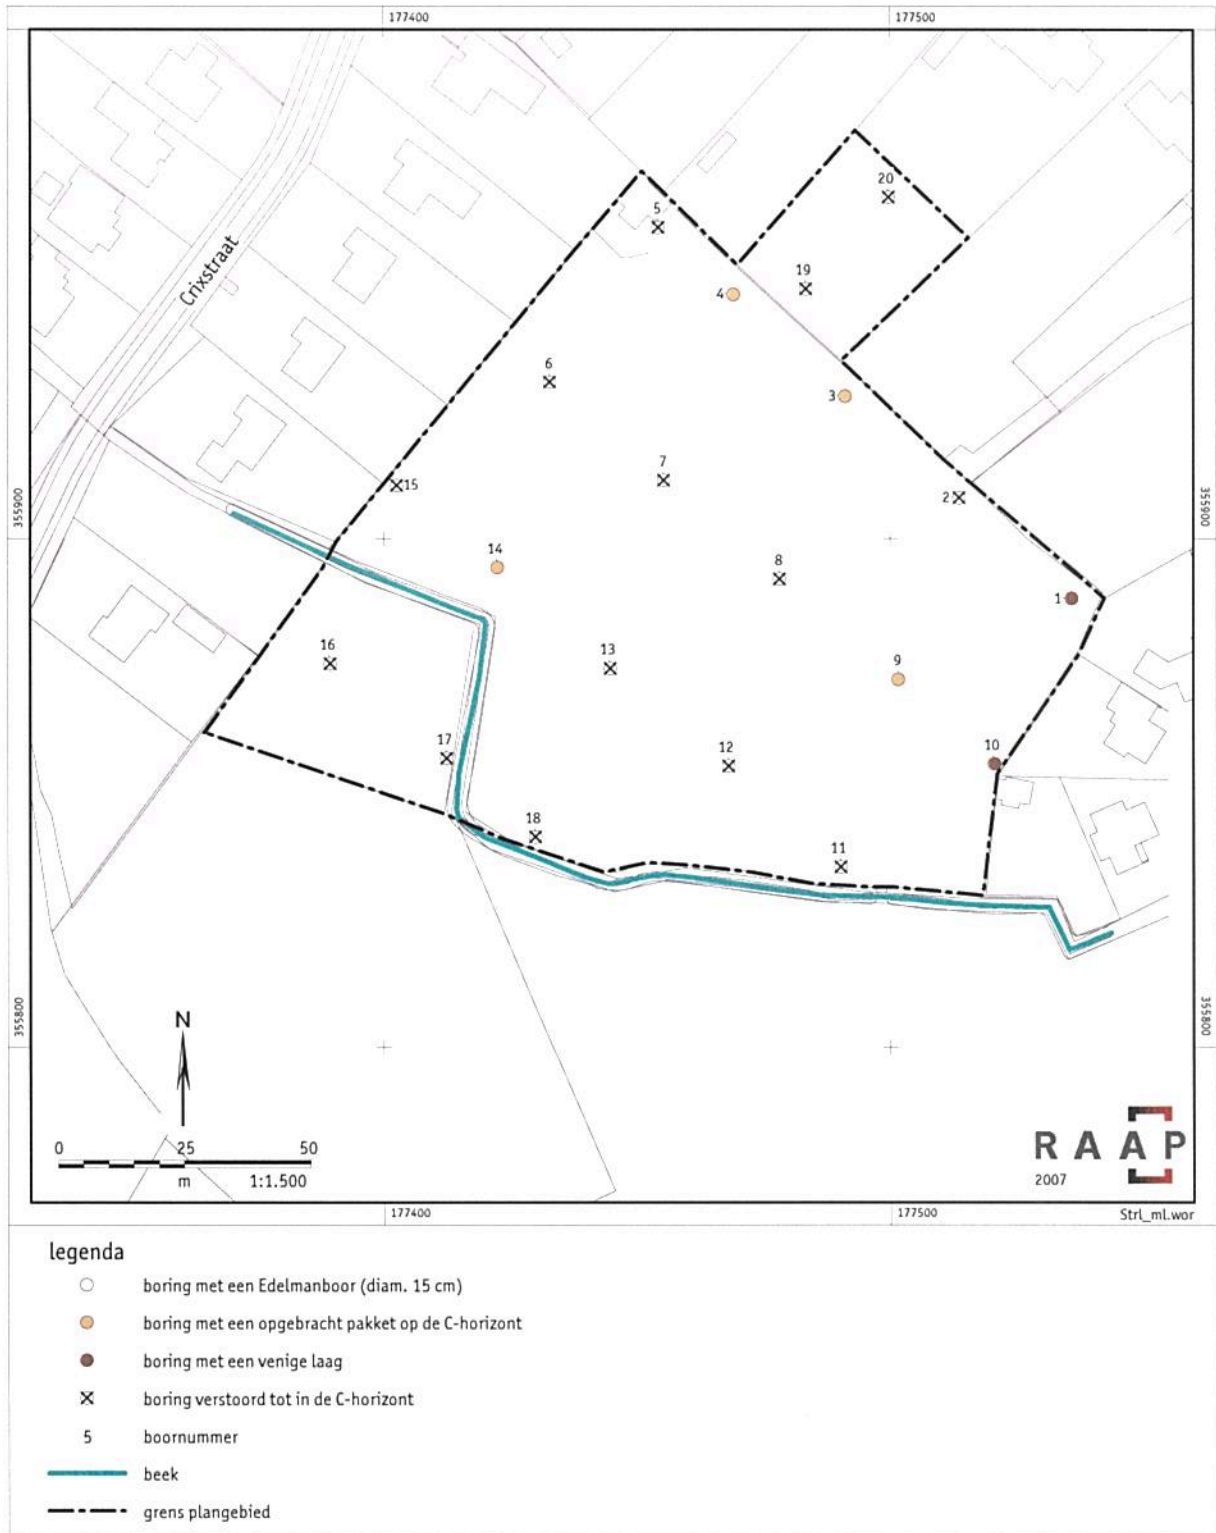 177400
177500
20
5
Crixstraat
19
4
6
3
7
15
2
355900
355900
14
8
1
16
13
9
17
12
10
18
11
355800
355800
N
0 25 50
m 1:1.500
RAAP
2007
177400
177500
Strl_ml.wor
legenda
boring met een Edelmanboor (diam. 15 cm)
boring met een opgebracht pakket op de C-horizont
boring met een venige laag
boring verstoord tot in de C-horizont
5 boornummer
beek
grens plangebied